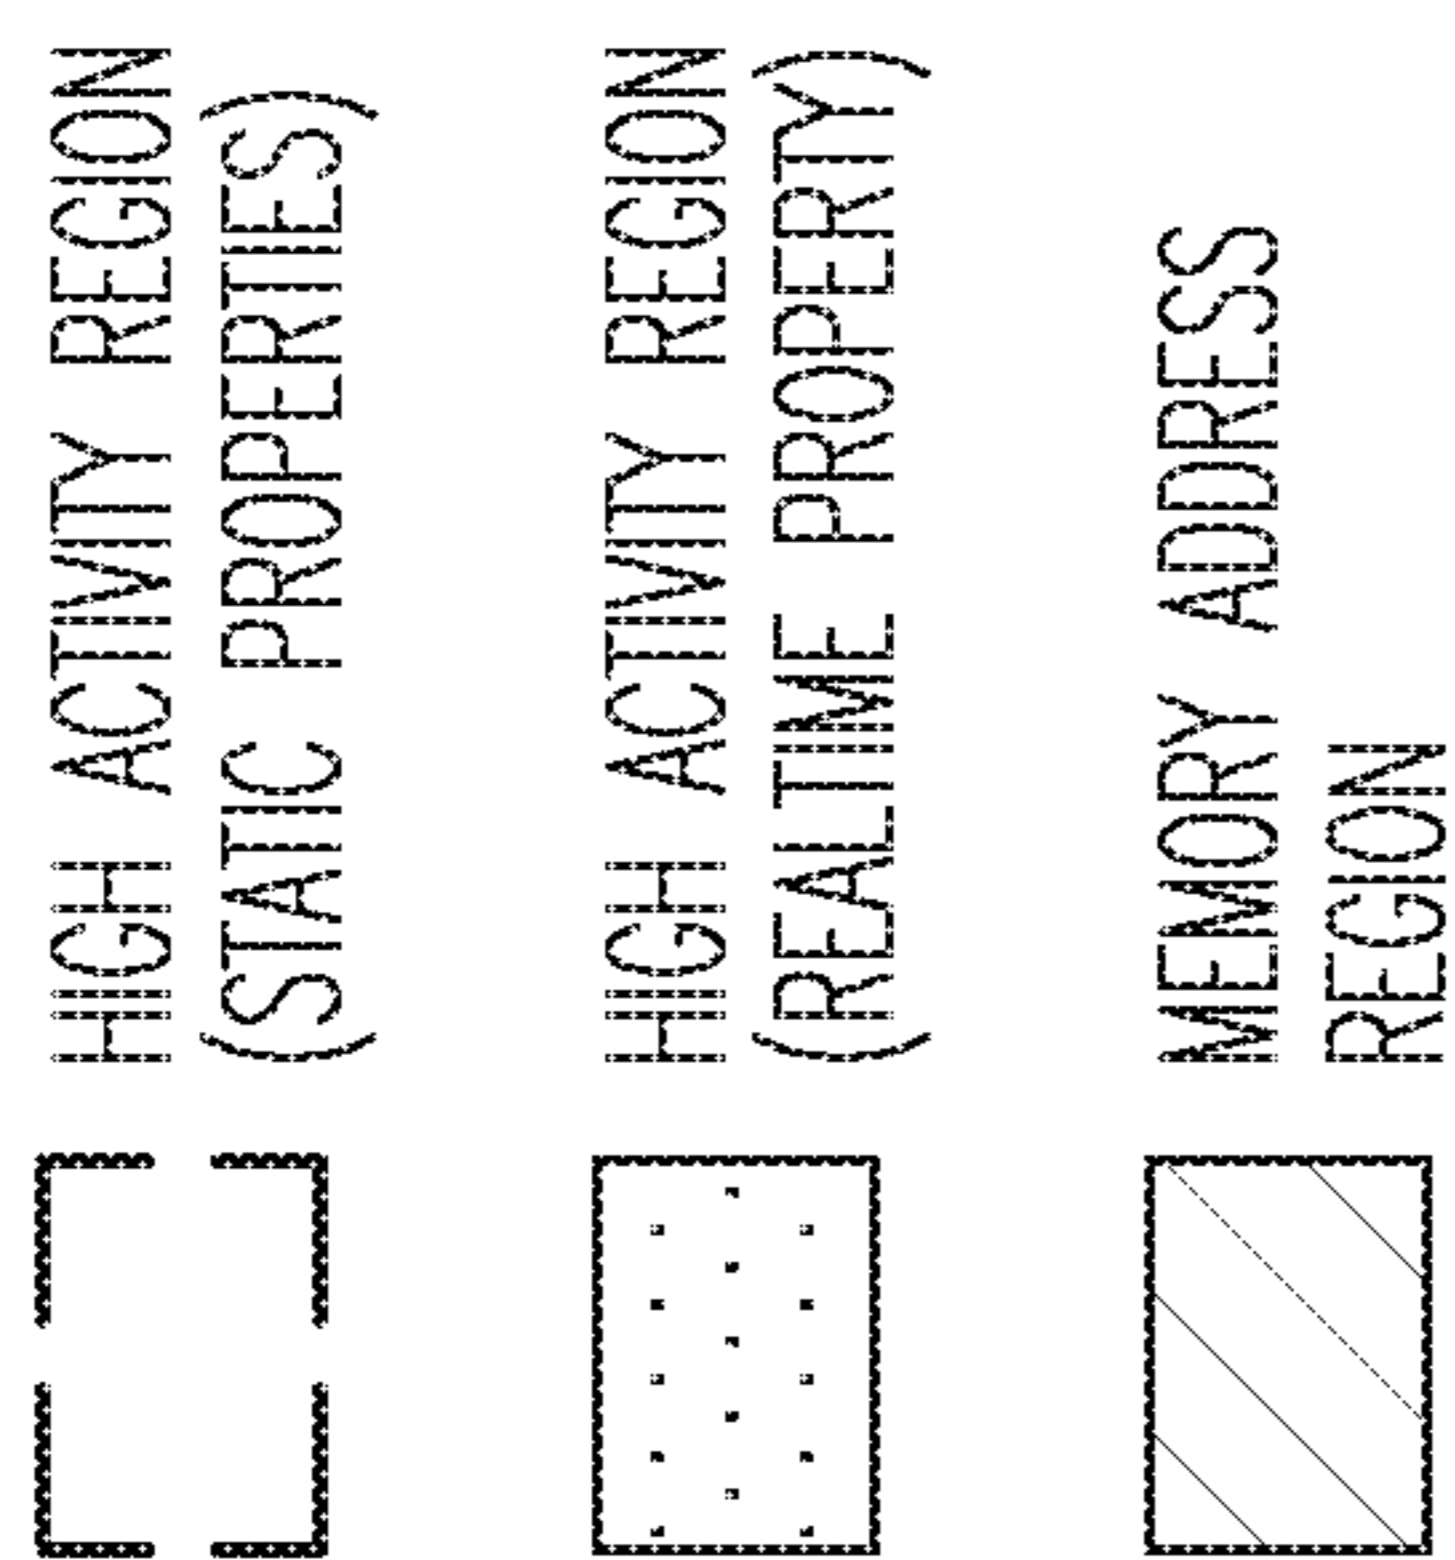 HIGH ACTIVITY REGION
(STATIC PROPERTIES)
HIGH ACTIVITY REGION
(REALTIME PROPERTY)
MEMORY ADDRESS
REGION